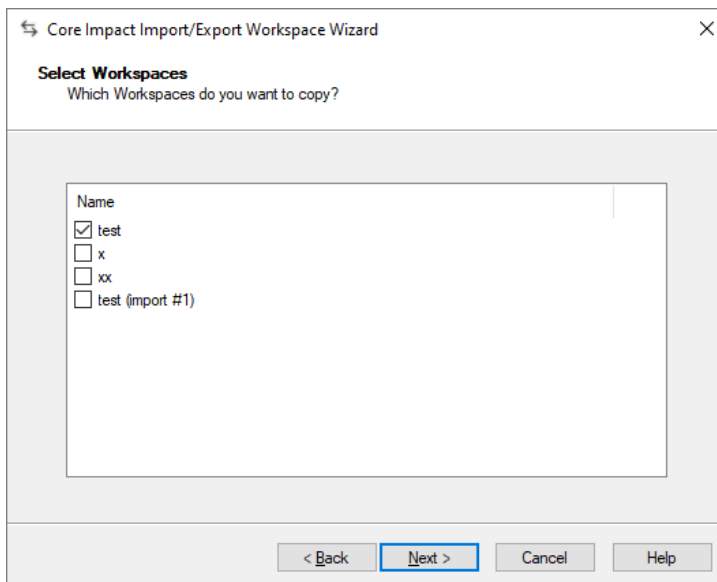 Core Impact Import/Export Workspace Wizard
Select Workspaces
Which Workspaces do you want to copy?
Name
test
x
xx
test (import #1)
< Back Next > Cancel Help